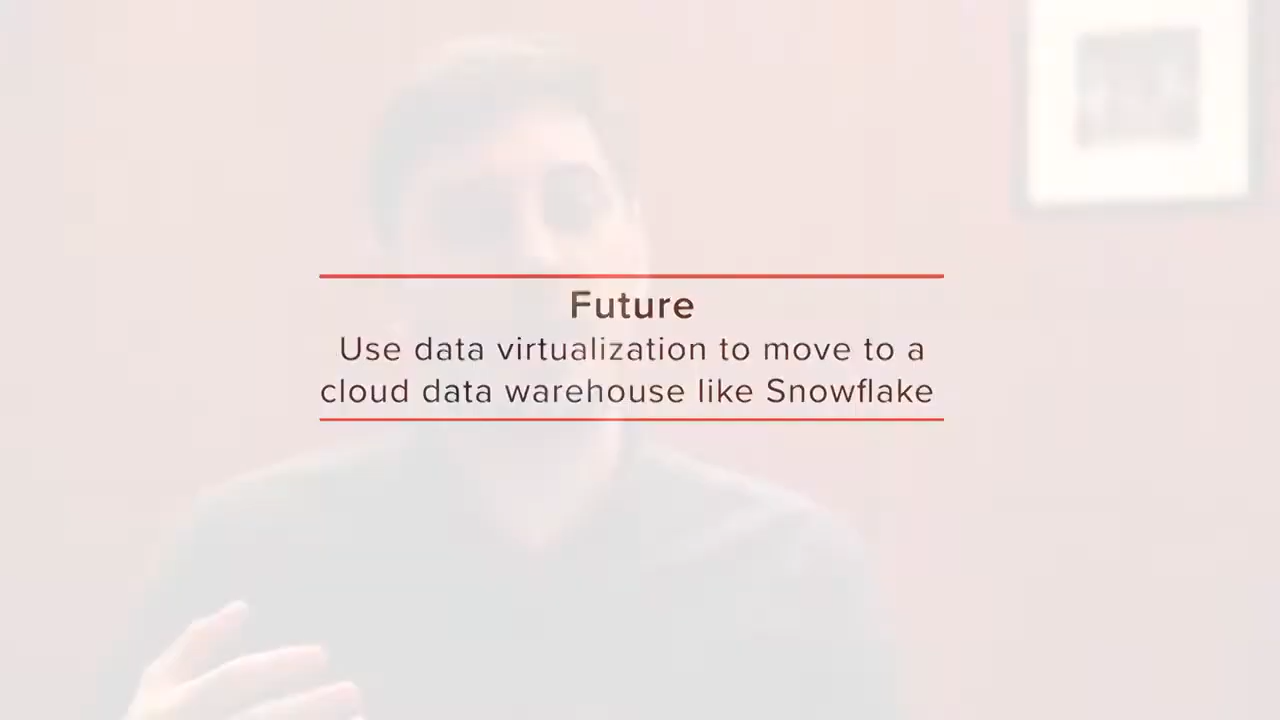 Future
Use data virtualization to move to a
cloud data warehouse like Snowflake